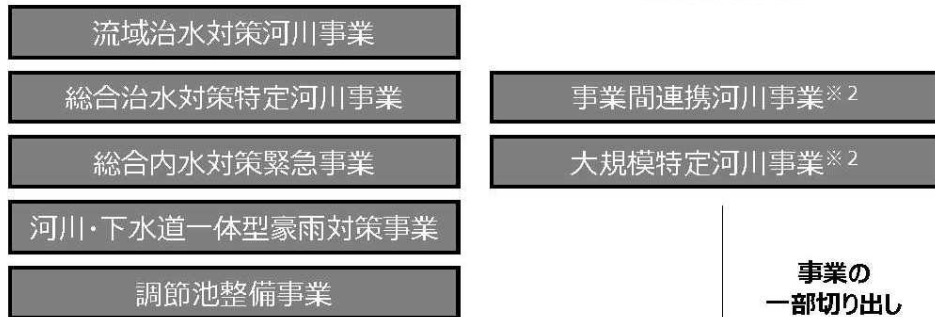 流域治水対策河川事業
総合治水対策特定河川事業
総合内水対策緊急事業
河川・下水道一体型豪雨対策事業
調節池整備事業
事業間連携河川事業※2
大規模特定河川事業※2
事業の
一部切り出し